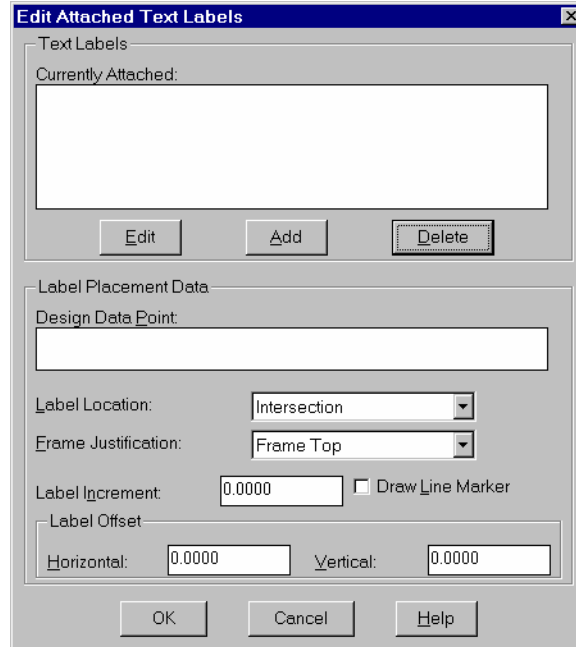 Edit Attached Text Labels
Text Labels
Currently Attached:
Edit Add Delete
Label Placement Data
Design Data Point:
Label Location: Intersection
Frame Justification: Frame Top
Label Increment: 0.0000 Draw Line Marker
Label Offset
Horizontal: 0.0000 Vertical: 0.0000
OK Cancel Help